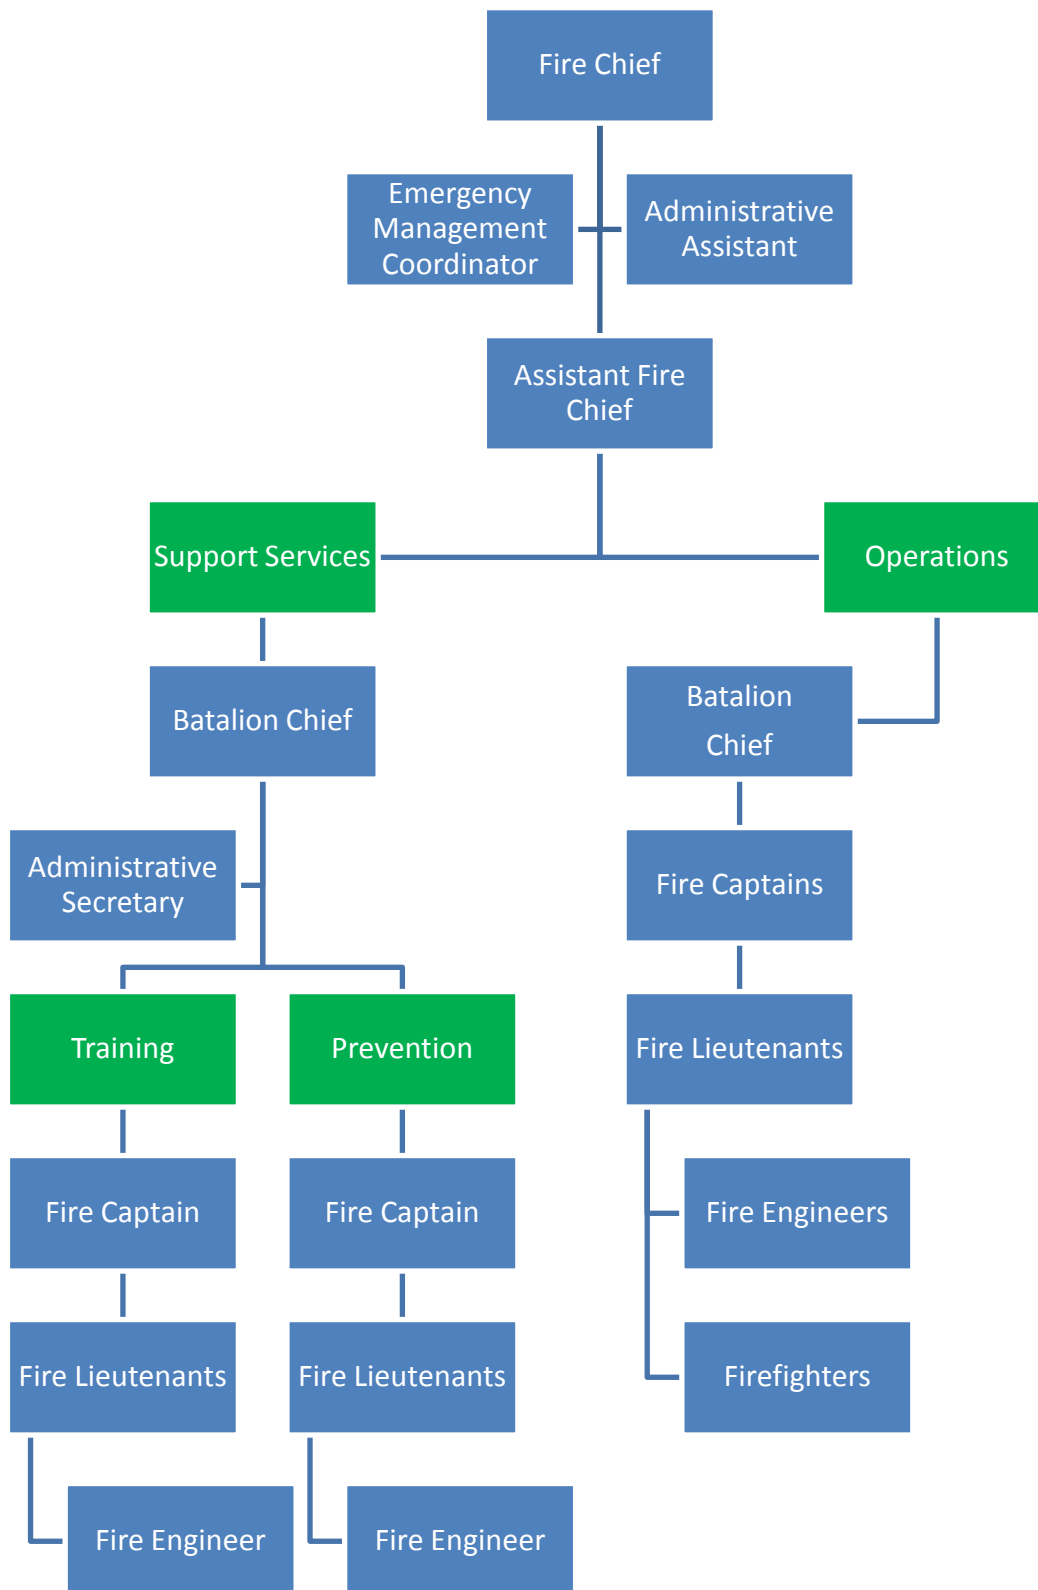 Fire Chief
Emergency
Management
Coordinator
Administrative
Assistant
Assistant Fire
Chief
Support Services
Operations
Batalion Chief
Batalion
Chief
Administrative
Secretary
Fire Captains
Training
Prevention
Fire Lieutenants
Fire Captain
Fire Captain
Fire Engineers
Fire Lieutenants
Fire Lieutenants
Firefighters
Fire Engineer
Fire Engineer